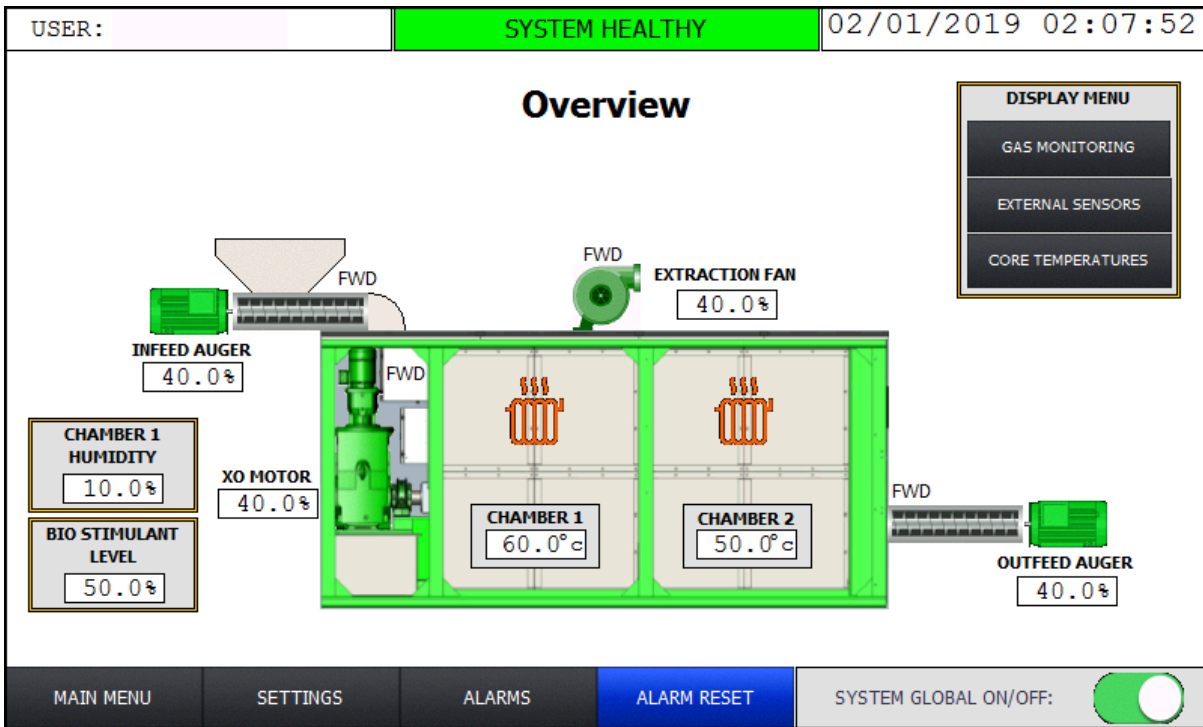 USER:
SYSTEM HEALTHY
02/01/2019 02:07:52
Overview
DISPLAY MENU
GAS MONITORING
EXTERNAL SENSORS
CORE TEMPERATURES
FWD
FWD
EXTRACTION FAN
40.0%
INFEED AUGER
40.0%
FWD
CHAMBER 1
HUMIDITY
10.0%
XO MOTOR
40.0%
BIO STIMULANT
LEVEL
50.0%
CHAMBER 1
60.0°c
CHAMBER 2
50.0°c
FWD
OUTFEED AUGER
40.0%
MAIN MENU
SETTINGS
ALARMS
ALARM RESET
SYSTEM GLOBAL ON/OFF: